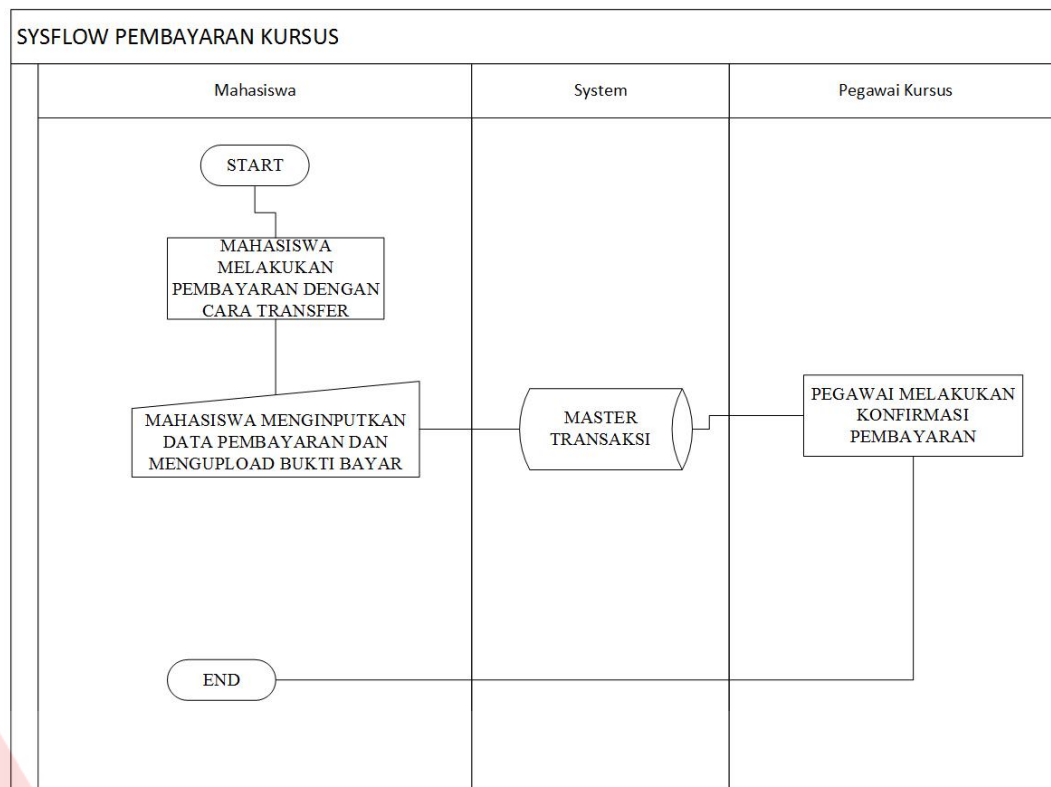 SYSFLOW PEMBAYARAN KURSUS
Mahasiswa
System
Pegawai Kursus
START
MAHASISWA
MELAKUKAN
PEMBAYARAN DENGAN
CARA TRANSFER
MAHASISWA MENGINPUTKAN
DATA PEMBAYARAN DAN
MENGUPLOAD BUKTI BAYAR
MASTER
TRANSAKSI
PEGAWAI MELAKUKAN
KONFIRMASI
PEMBAYARAN
END